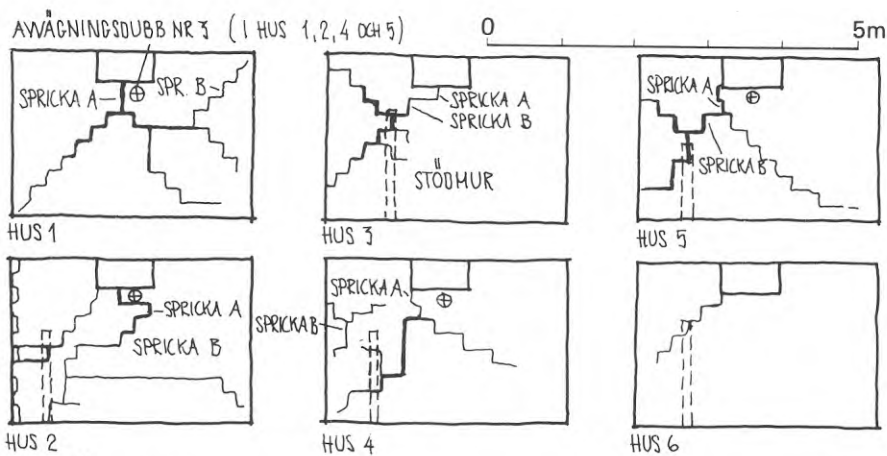 AVVÄGNINGSDUBB NR 3 (I HUS 1, 2, 4 OCH 5)
0 5m
SPRICKA A
SPR. B
HUS 1
SPRICKA A
SPRICKA B
STÖDMUR
HUS 3
SPRICKA A
SPRICKA B
HUS 5
SPRICKA A
SPRICKA B
HUS 2
SPRICKA A
SPRICKA B
HUS 4
HUS 6